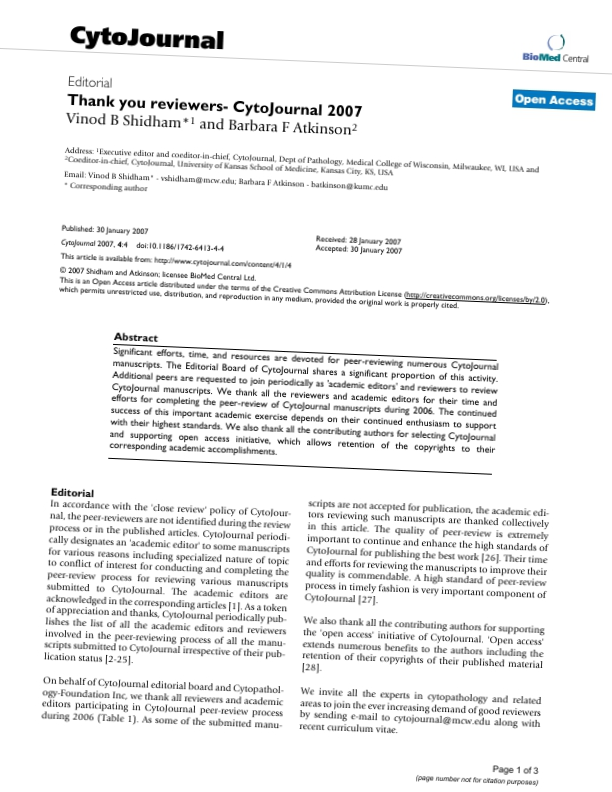 CytoJournal
BioMed Central
Editorial
Open Access
Thank you reviewers- CytoJournal 2007
Vinod B Shidham*1 and Barbara F Atkinson2
Address: 1Executive editor and coeditor-in-chief, CytoJournal, Dept of Pathology, Medical College of Wisconsin, Milwaukee, WI, USA and
2Coeditor-in-chief, CytoJournal, University of Kansas School of Medicine, Kansas City, KS, USA
Email: Vinod B Shidham* - vshidham@mcw.edu; Barbara F Atkinson - batkinson@kumc.edu
* Corresponding author
Published: 30 January 2007
CytoJournal 2007, 4:4 doi:10.1186/1742-6413-4-4
Received: 28 January 2007
Accepted: 30 January 2007
This article is available from: http://www.cytojournal.com/content/4/1/4
© 2007 Shidham and Atkinson; licensee BioMed Central Ltd.
This is an Open Access article distributed under the terms of the Creative Commons Attribution License (http://creativecommons.org/licenses/by/2.0),
which permits unrestricted use, distribution, and reproduction in any medium, provided the original work is properly cited.
Abstract
Significant efforts, time, and resources are devoted for peer-reviewing numerous CytoJournal
manuscripts. The Editorial Board of CytoJournal shares a significant proportion of this activity.
Additional peers are requested to join periodically as 'academic editors' and reviewers to review
CytoJournal manuscripts. We thank all the reviewers and academic editors for their time and
efforts for completing the peer-review of CytoJournal manuscripts during 2006. The continued
success of this important academic exercise depends on their continued enthusiasm to support
with their highest standards. We also thank all the contributing authors for selecting CytoJournal
and supporting open access initiative, which allows retention of the copyrights to their
corresponding academic accomplishments.
Editorial
In accordance with the 'close review' policy of CytoJour-
nal, the peer-reviewers are not identified during the review
process or in the published articles. CytoJournal periodi-
cally designates an 'academic editor' to some manuscripts
for various reasons including specialized nature of topic
to conflict of interest for conducting and completing the
peer-review process for reviewing various manuscripts
submitted to CytoJournal. The academic editors are
acknowledged in the corresponding articles [1]. As a token
of appreciation and thanks, CytoJournal periodically pub-
lishes the list of all the academic editors and reviewers
involved in the peer-reviewing process of all the manu-
scripts submitted to CytoJournal irrespective of their pub-
lication status [2-25].
On behalf of CytoJournal editorial board and Cytopathol-
ogy-Foundation Inc, we thank all reviewers and academic
editors participating in CytoJournal peer-review process
during 2006 (Table 1). As some of the submitted manu-
scripts are not accepted for publication, the academic edi-
tors reviewing such manuscripts are thanked collectively
in this article. The quality of peer-review is extremely
important to continue and enhance the high standards of
CytoJournal for publishing the best work [26]. Their time
and efforts for reviewing the manuscripts to improve their
quality is commendable. A high standard of peer-review
process in timely fashion is very important component of
CytoJournal [27].
We also thank all the contributing authors for supporting
the 'open access' initiative of CytoJournal. 'Open access'
extends numerous benefits to the authors including the
retention of their copyrights of their published material
[28].
We invite all the experts in cytopathology and related
areas to join the ever increasing demand of good reviewers
by sending e-mail to cytojournal@mcw.edu along with
recent curriculum vitae.
Page 1 of 3
(page number not for citation purposes)